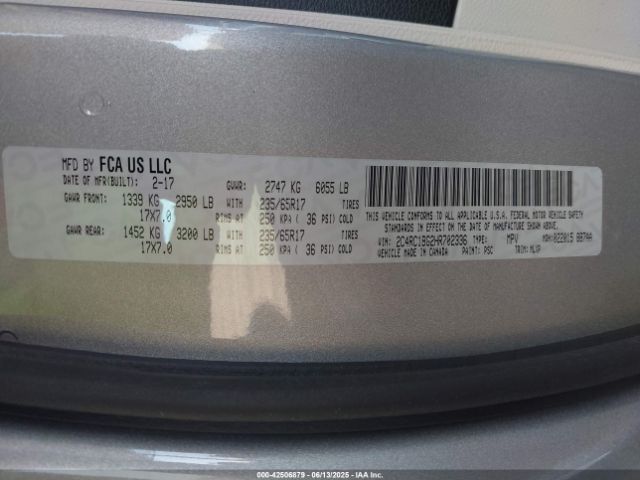 MFD BY FCA US LLC
DATE OF MFR(BUILT): 2-17 GVWR: 2747 KG 6055 LB
GAWR FRONT: 1339 KG 2950 LB WITH 235/65R17 TIRES
17X7.0 RIMS AT 250 KPA ( 36 PSI) COLD
GAWR REAR: 1452 KG 3200 LB WITH 235/65R17 TIRES
17X7.0 RIMS AT 250 KPA ( 36 PSI) COLD
THIS VEHICLE CONFORMS TO ALL APPLICABLE U.S.A. FEDERAL MOTOR VEHICLE SAFETY
STANDARDS IN EFFECT ON THE DATE OF MANUFACTURE SHOWN ABOVE.
VIN: 2C4RC1BG2HR702336 TYPE: MPV MDH: 022015
VEHICLE MADE IN CANADA PAINT: PSC TRIM: MLXP
000-42506879 - 06/13/2025 - IAA Inc.